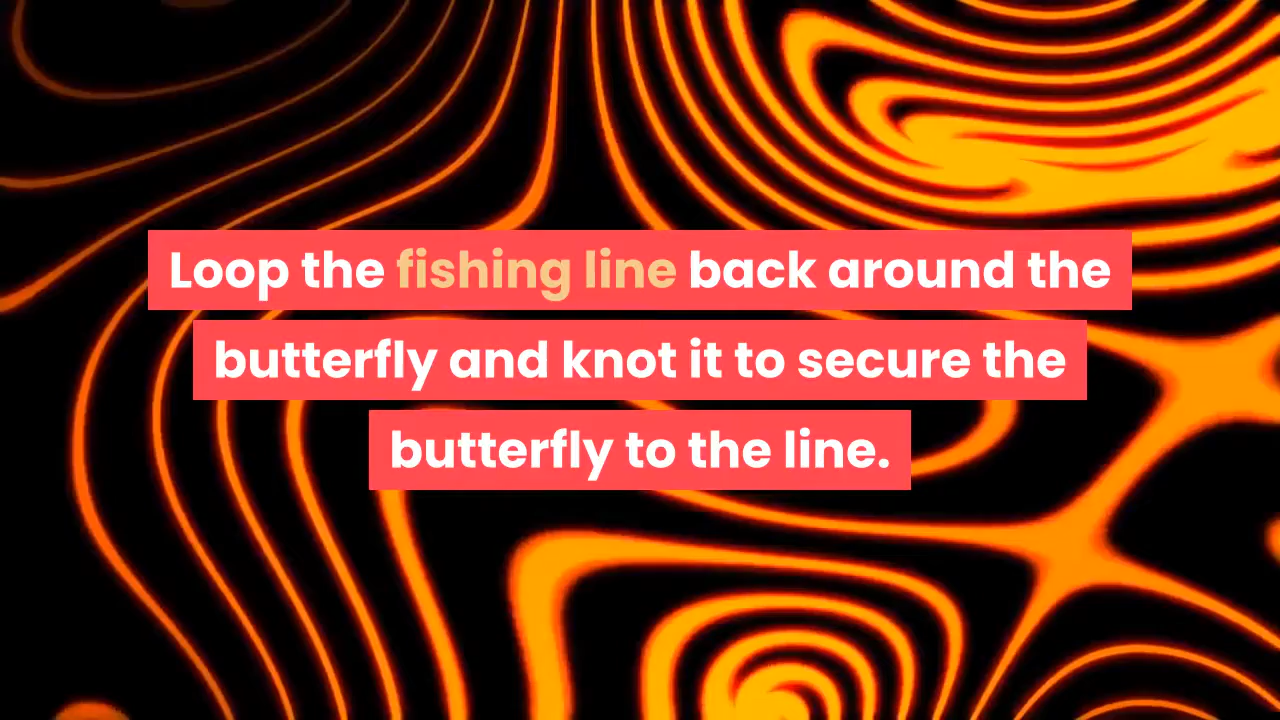 Loop the fishing line back around the
butterfly and knot it to secure the
butterfly to the line.